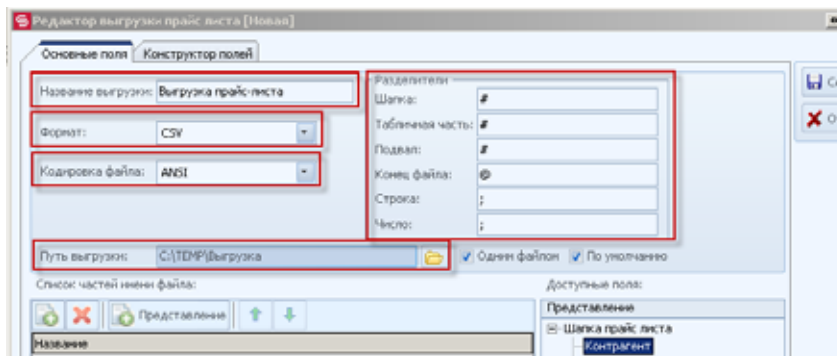 Редактор выгрузки прайс листа [Новая]
Основные поля Конструктор полей
Название выгрузки: Выгрузка прайс-листа
Формат: CSV
Кодировка файла: ANSI
Разделители
Шапка: #
Табличная часть: #
Подвал: #
Конец файла: @
Строка: ;
Число: ;
Путь выгрузки: C:\TEMP\Выгрузка Одним файлом По умолчанию
Список частей имени файла:
Представление
Название
Доступные поля:
Представление
Шапка прайс листа
Контрагент